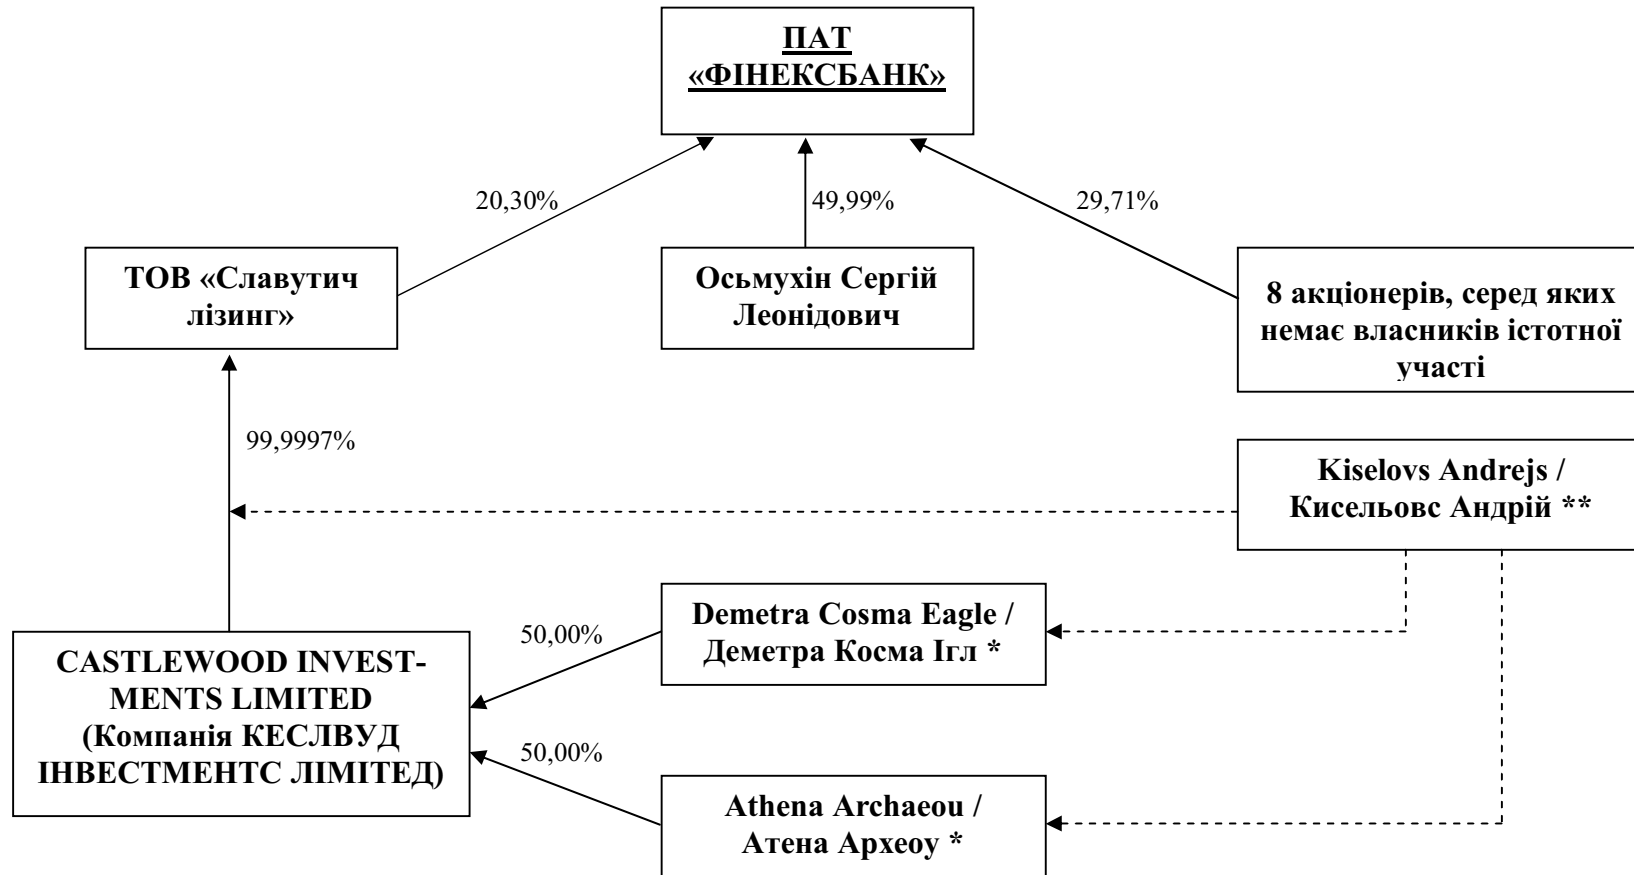 ПАТ
«ФІНЕКСБАНК»
20,30%
49,99%
29,71%
ТОВ «Славутич
лізинг»
Осьмухін Сергій
Леонідович
8 акціонерів, серед яких
немає власників істотної
участі
99,9997%
Kiselovs Andrejs /
Кисельовс Андрій **
Demetra Cosma Eagle /
Деметра Косма Ігл *
50,00%
CASTLEWOOD INVEST-
MENTS LIMITED
(Компанія КЕСЛВУД
ІНВЕСТМЕНТС ЛІМІТЕД)
50,00%
Athena Archaeou /
Атена Археоу *